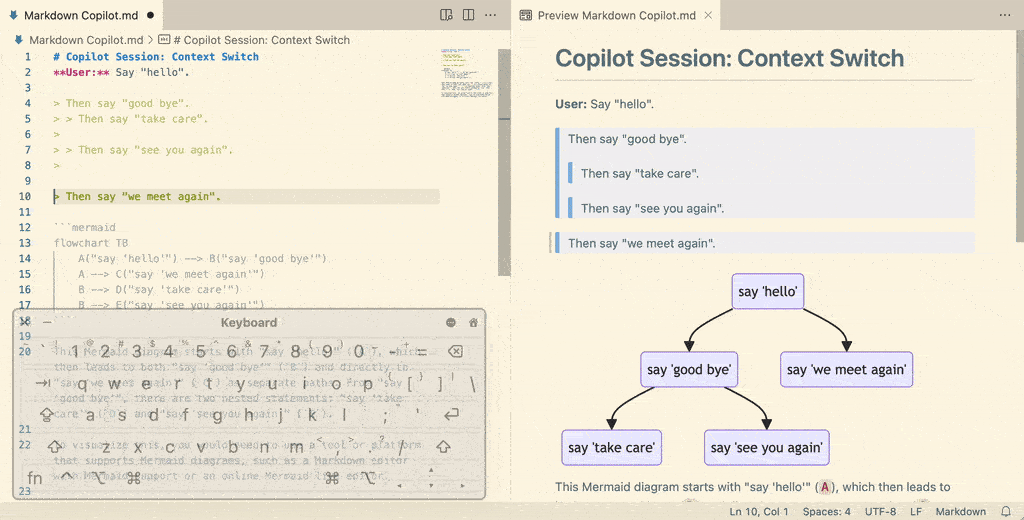 Markdown Copilot.md
Markdown Copilot.md > # Copilot Session: Context Switch
1 # Copilot Session: Context Switch
2 **User:** Say "hello".
3
4 > Then say "good bye".
5 > > Then say "take care".
6 >
7 > > Then say "see you again".
8 >
9
10 > Then say "we meet again".
11
12 ```mermaid
13 flowchart TB
14 A("say 'hello'") --> B("say 'good bye'")
15 A --> C("say 'we meet again'")
16 B --> D("say 'take care'")
17 B --> E("say 'see you again'")
18 ```
19
Keyboard
20 This Mermaid diagram starts with "say 'hello'" (`A`), which
then leads to both "say 'good bye'" (`B`) and directly to
"say 'we meet again'" (`C`) as separate paths. From "say
'good bye'", there are two nested statements: "say 'take
care'" (`D`) and "say 'see you again'" (`E`).
21
22 To visualize this, you would need to use a tool or platform
that supports Mermaid diagrams, such as a Markdown editor
with Mermaid support or an online Mermaid live editor.
23
` 1 2 3 4 5 6 7 8 9 0 - =
q w e r t y u i o p [ ] \
a s d f g h j k l ; '
z x c v b n m , . /
fn ⌃ ⌥ ⌘ ⌘ ⌥
Preview Markdown Copilot.md
Copilot Session: Context Switch
User: Say "hello".
Then say "good bye".
Then say "take care".
Then say "see you again".
Then say "we meet again".
say 'hello'
say 'good bye'
say 'we meet again'
say 'take care'
say 'see you again'
This Mermaid diagram starts with "say 'hello'" (A), which then leads to
Ln 10, Col 1 Spaces: 4 UTF-8 LF Markdown